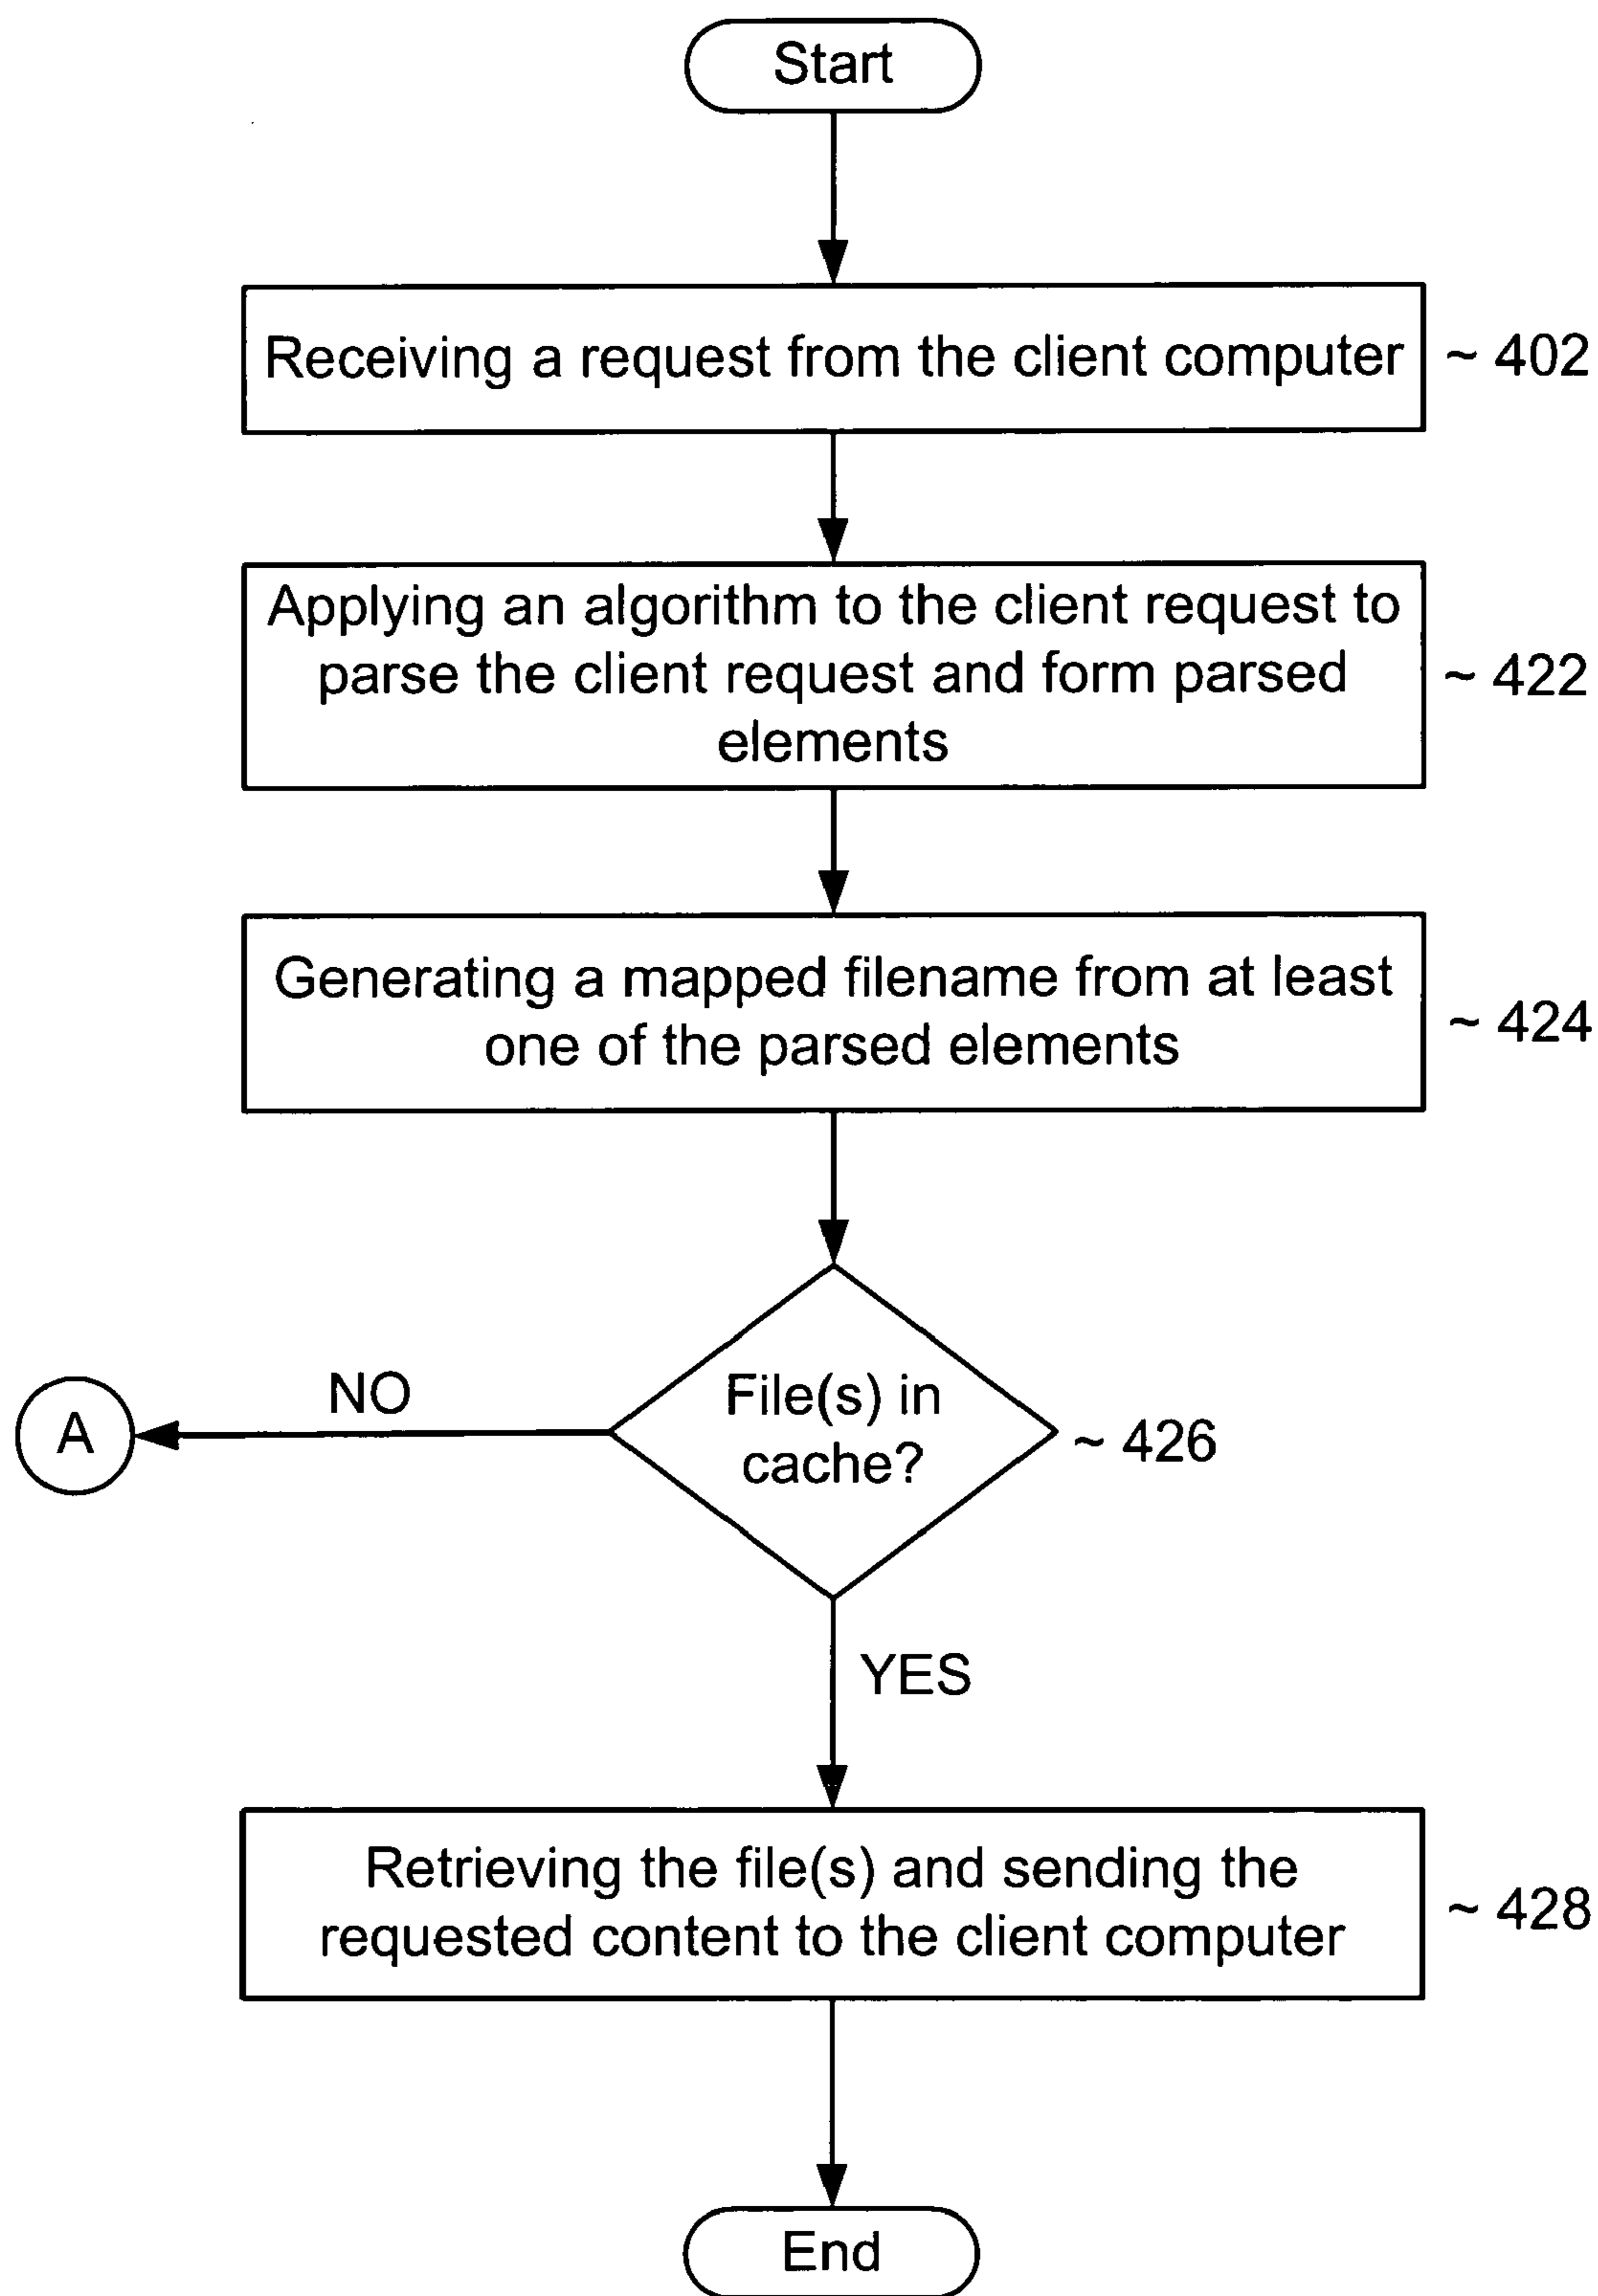 Start
Receiving a request from the client computer
~ 402
Applying an algorithm to the client request to
parse the client request and form parsed
elements
~ 422
Generating a mapped filename from at least
one of the parsed elements
~ 424
File(s) in
cache?
~ 426
NO
A
YES
Retrieving the file(s) and sending the
requested content to the client computer
~ 428
End